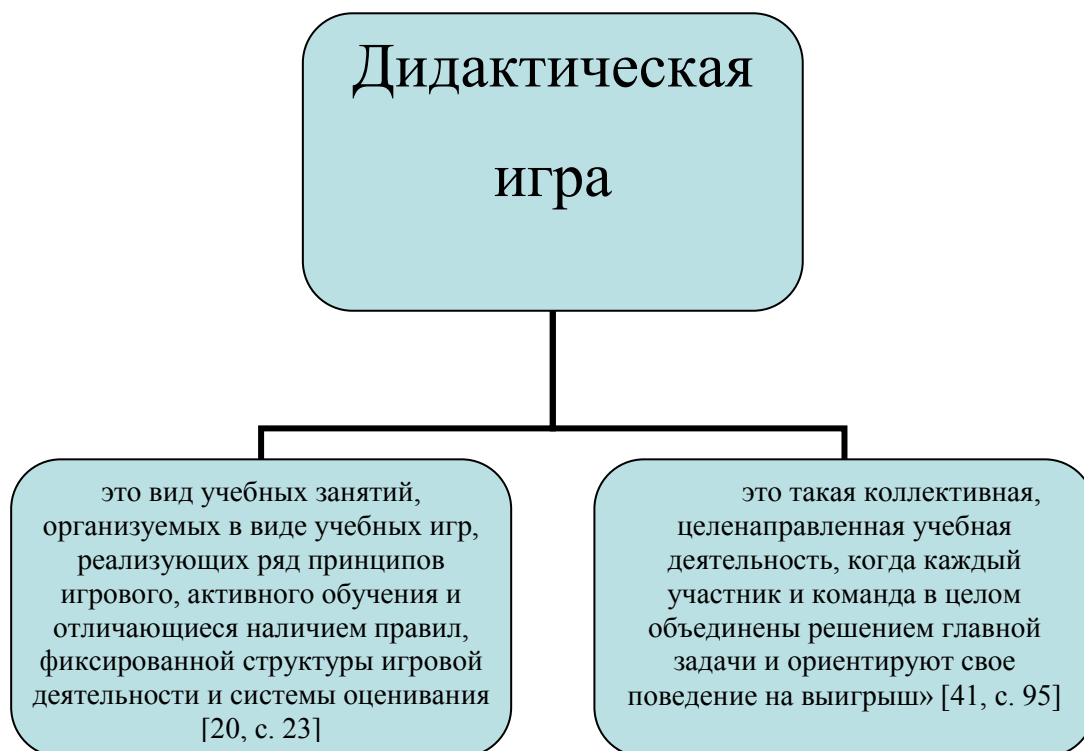 Дидактическая
игра
это вид учебных занятий,
организуемых в виде учебных игр,
реализующих ряд принципов
игрового, активного обучения и
отличающиеся наличием правил,
фиксированной структуры игровой
деятельности и системы оценивания
[20, с. 23]
это такая коллективная,
целенаправленная учебная
деятельность, когда каждый
участник и команда в целом
объединены решением главной
задачи и ориентируют свое
поведение на выигрыш» [41, с. 95]